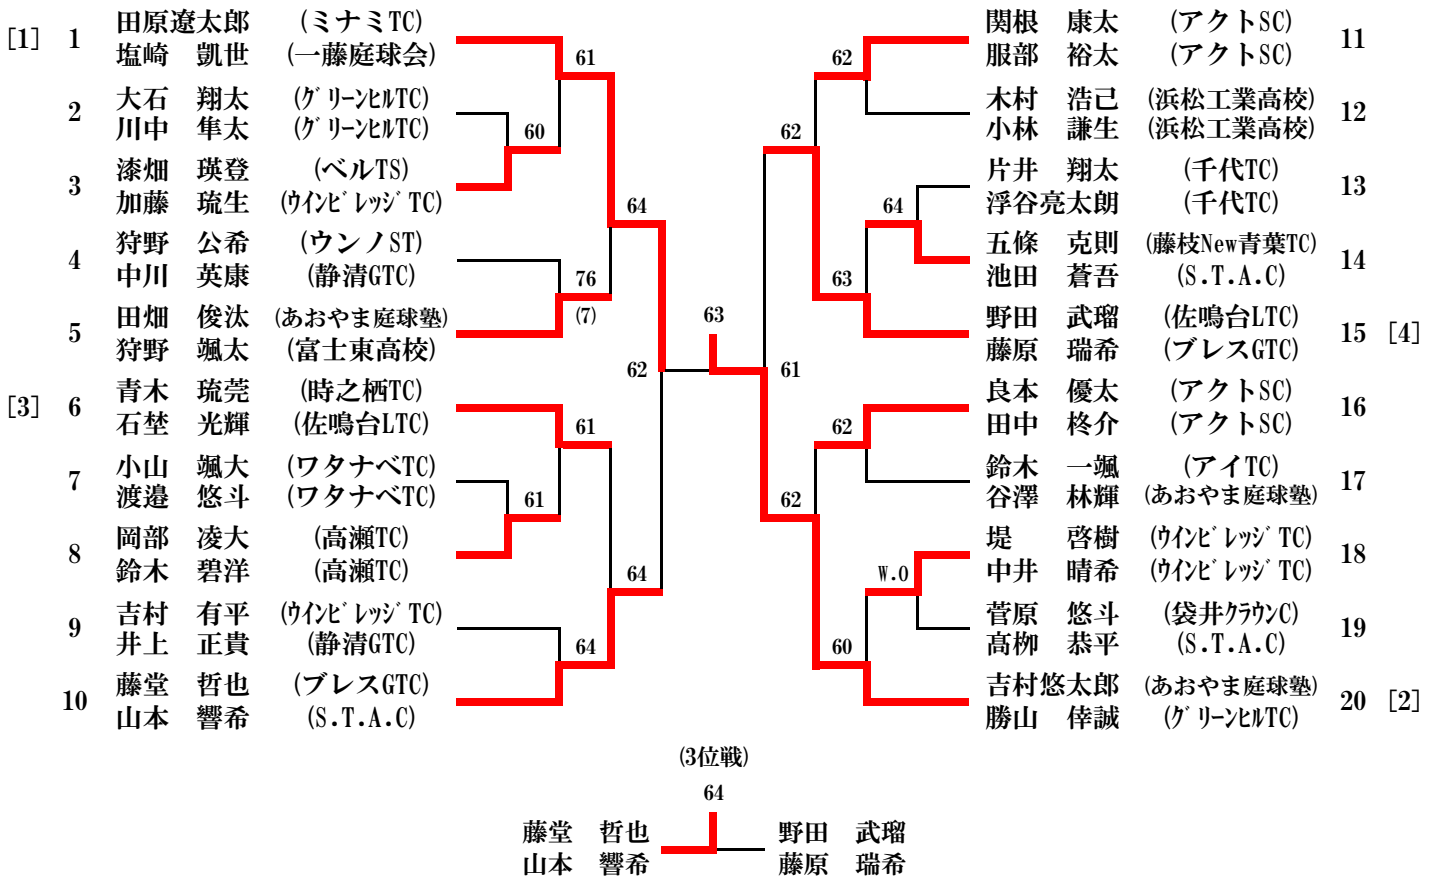 田原遼太郎 (ミナミTC)
[1] 1
塩崎 凱世 (一藤庭球会)
大石 翔太 (グリーンヒルTC)
2
川中 隼太 (グリーンヒルTC)
漆畑 瑛登 (ベルTS)
3
加藤 琉生 (ウインビレッジTC)
狩野 公希 (ウンノST)
4
中川 英康 (静清GTC)
田畑 俊汰 (あおやま庭球塾)
5
狩野 颯太 (富士東高校)
青木 琉莞 (時之栖TC)
[3] 6
石埜 光輝 (佐鳴台LTC)
小山 颯大 (ワタナベTC)
7
渡邉 悠斗 (ワタナベTC)
岡部 凌大 (高瀬TC)
8
鈴木 碧洋 (高瀬TC)
吉村 有平 (ウインビレッジTC)
9
井上 正貴 (静清GTC)
藤堂 哲也 (ブレスGTC)
10
山本 響希 (S.T.A.C)
61
60
64
76
(7)
62
61
61
64
64
63
61
62
62
64
63
62
62
W.O
60
関根 康太 (アクトSC)
11
服部 裕太 (アクトSC)
木村 浩己 (浜松工業高校)
12
小林 謙生 (浜松工業高校)
片井 翔太 (千代TC)
13
浮谷亮太朗 (千代TC)
五條 克則 (藤枝New青葉TC)
14
池田 蒼吾 (S.T.A.C)
野田 武瑠 (佐鳴台LTC)
15 [4]
藤原 瑞希 (ブレスGTC)
良本 優太 (アクトSC)
16
田中 柊介 (アクトSC)
鈴木 一颯 (アイTC)
17
谷澤 林輝 (あおやま庭球塾)
堤 啓樹 (ウインビレッジTC)
18
中井 晴希 (ウインビレッジTC)
菅原 悠斗 (袋井クラウンC)
19
高栁 恭平 (S.T.A.C)
吉村悠太郎 (あおやま庭球塾)
20 [2]
勝山 倖誠 (グリーンヒルTC)
(3位戦)
64
藤堂 哲也 野田 武瑠
山本 響希 藤原 瑞希